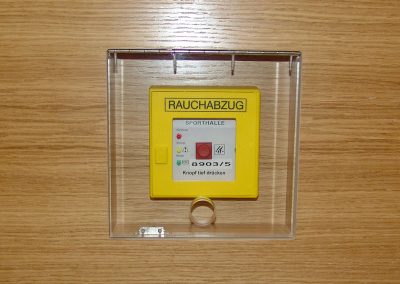 RAUCHABZUG
SPORTHALLE
8903/5
Knopf tief drücken